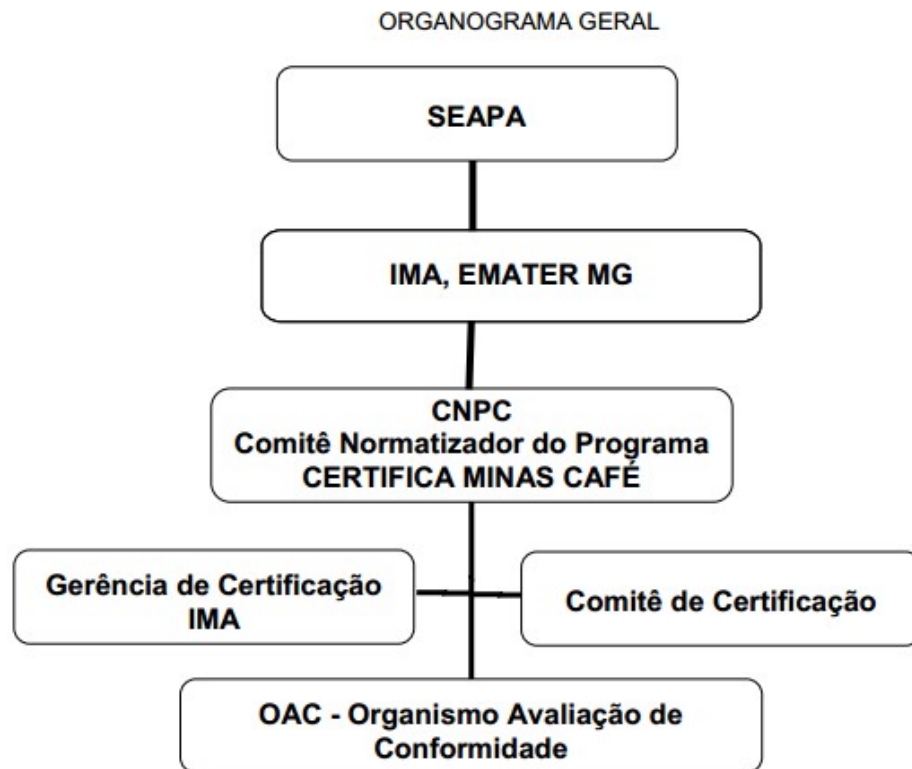 ORGANOGRAMA GERAL
SEAPA
IMA, EMATER MG
CNPC
Comitê Normatizador do Programa
CERTIFICA MINAS CAFÉ
Gerência de Certificação
IMA
Comitê de Certificação
OAC - Organismo Avaliação de
Conformidade